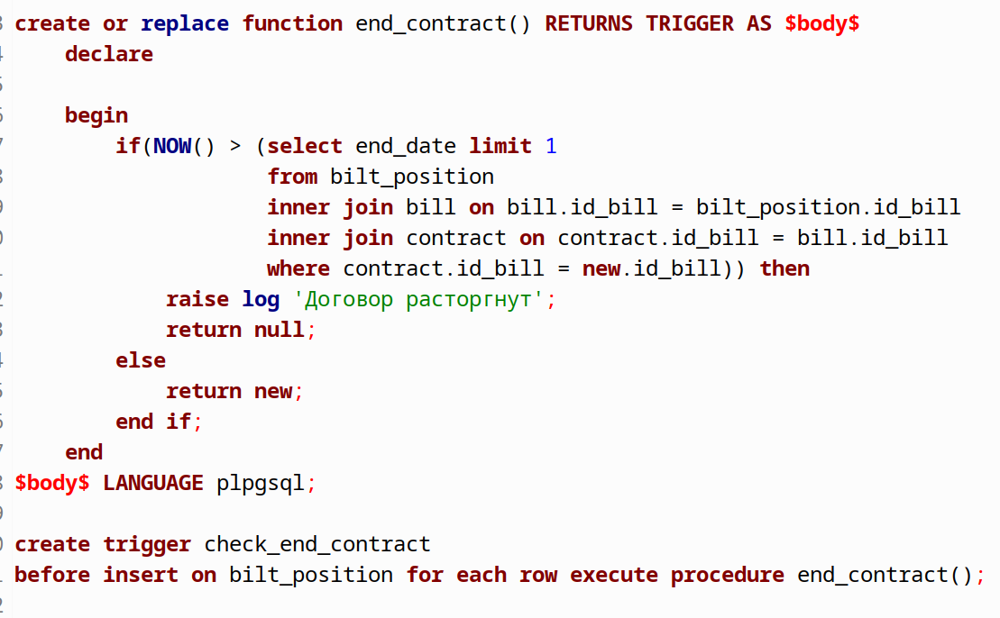 create or replace function end_contract() RETURNS TRIGGER AS $body$
    declare

    begin
        if(NOW() > (select end_date limit 1
                    from bilt_position
                    inner join bill on bill.id_bill = bilt_position.id_bill
                    inner join contract on contract.id_bill = bill.id_bill
                    where contract.id_bill = new.id_bill)) then
            raise log 'Договор расторгнут';
            return null;
        else
            return new;
        end if;
    end
$body$ LANGUAGE plpgsql;

create trigger check_end_contract
before insert on bilt_position for each row execute procedure end_contract();